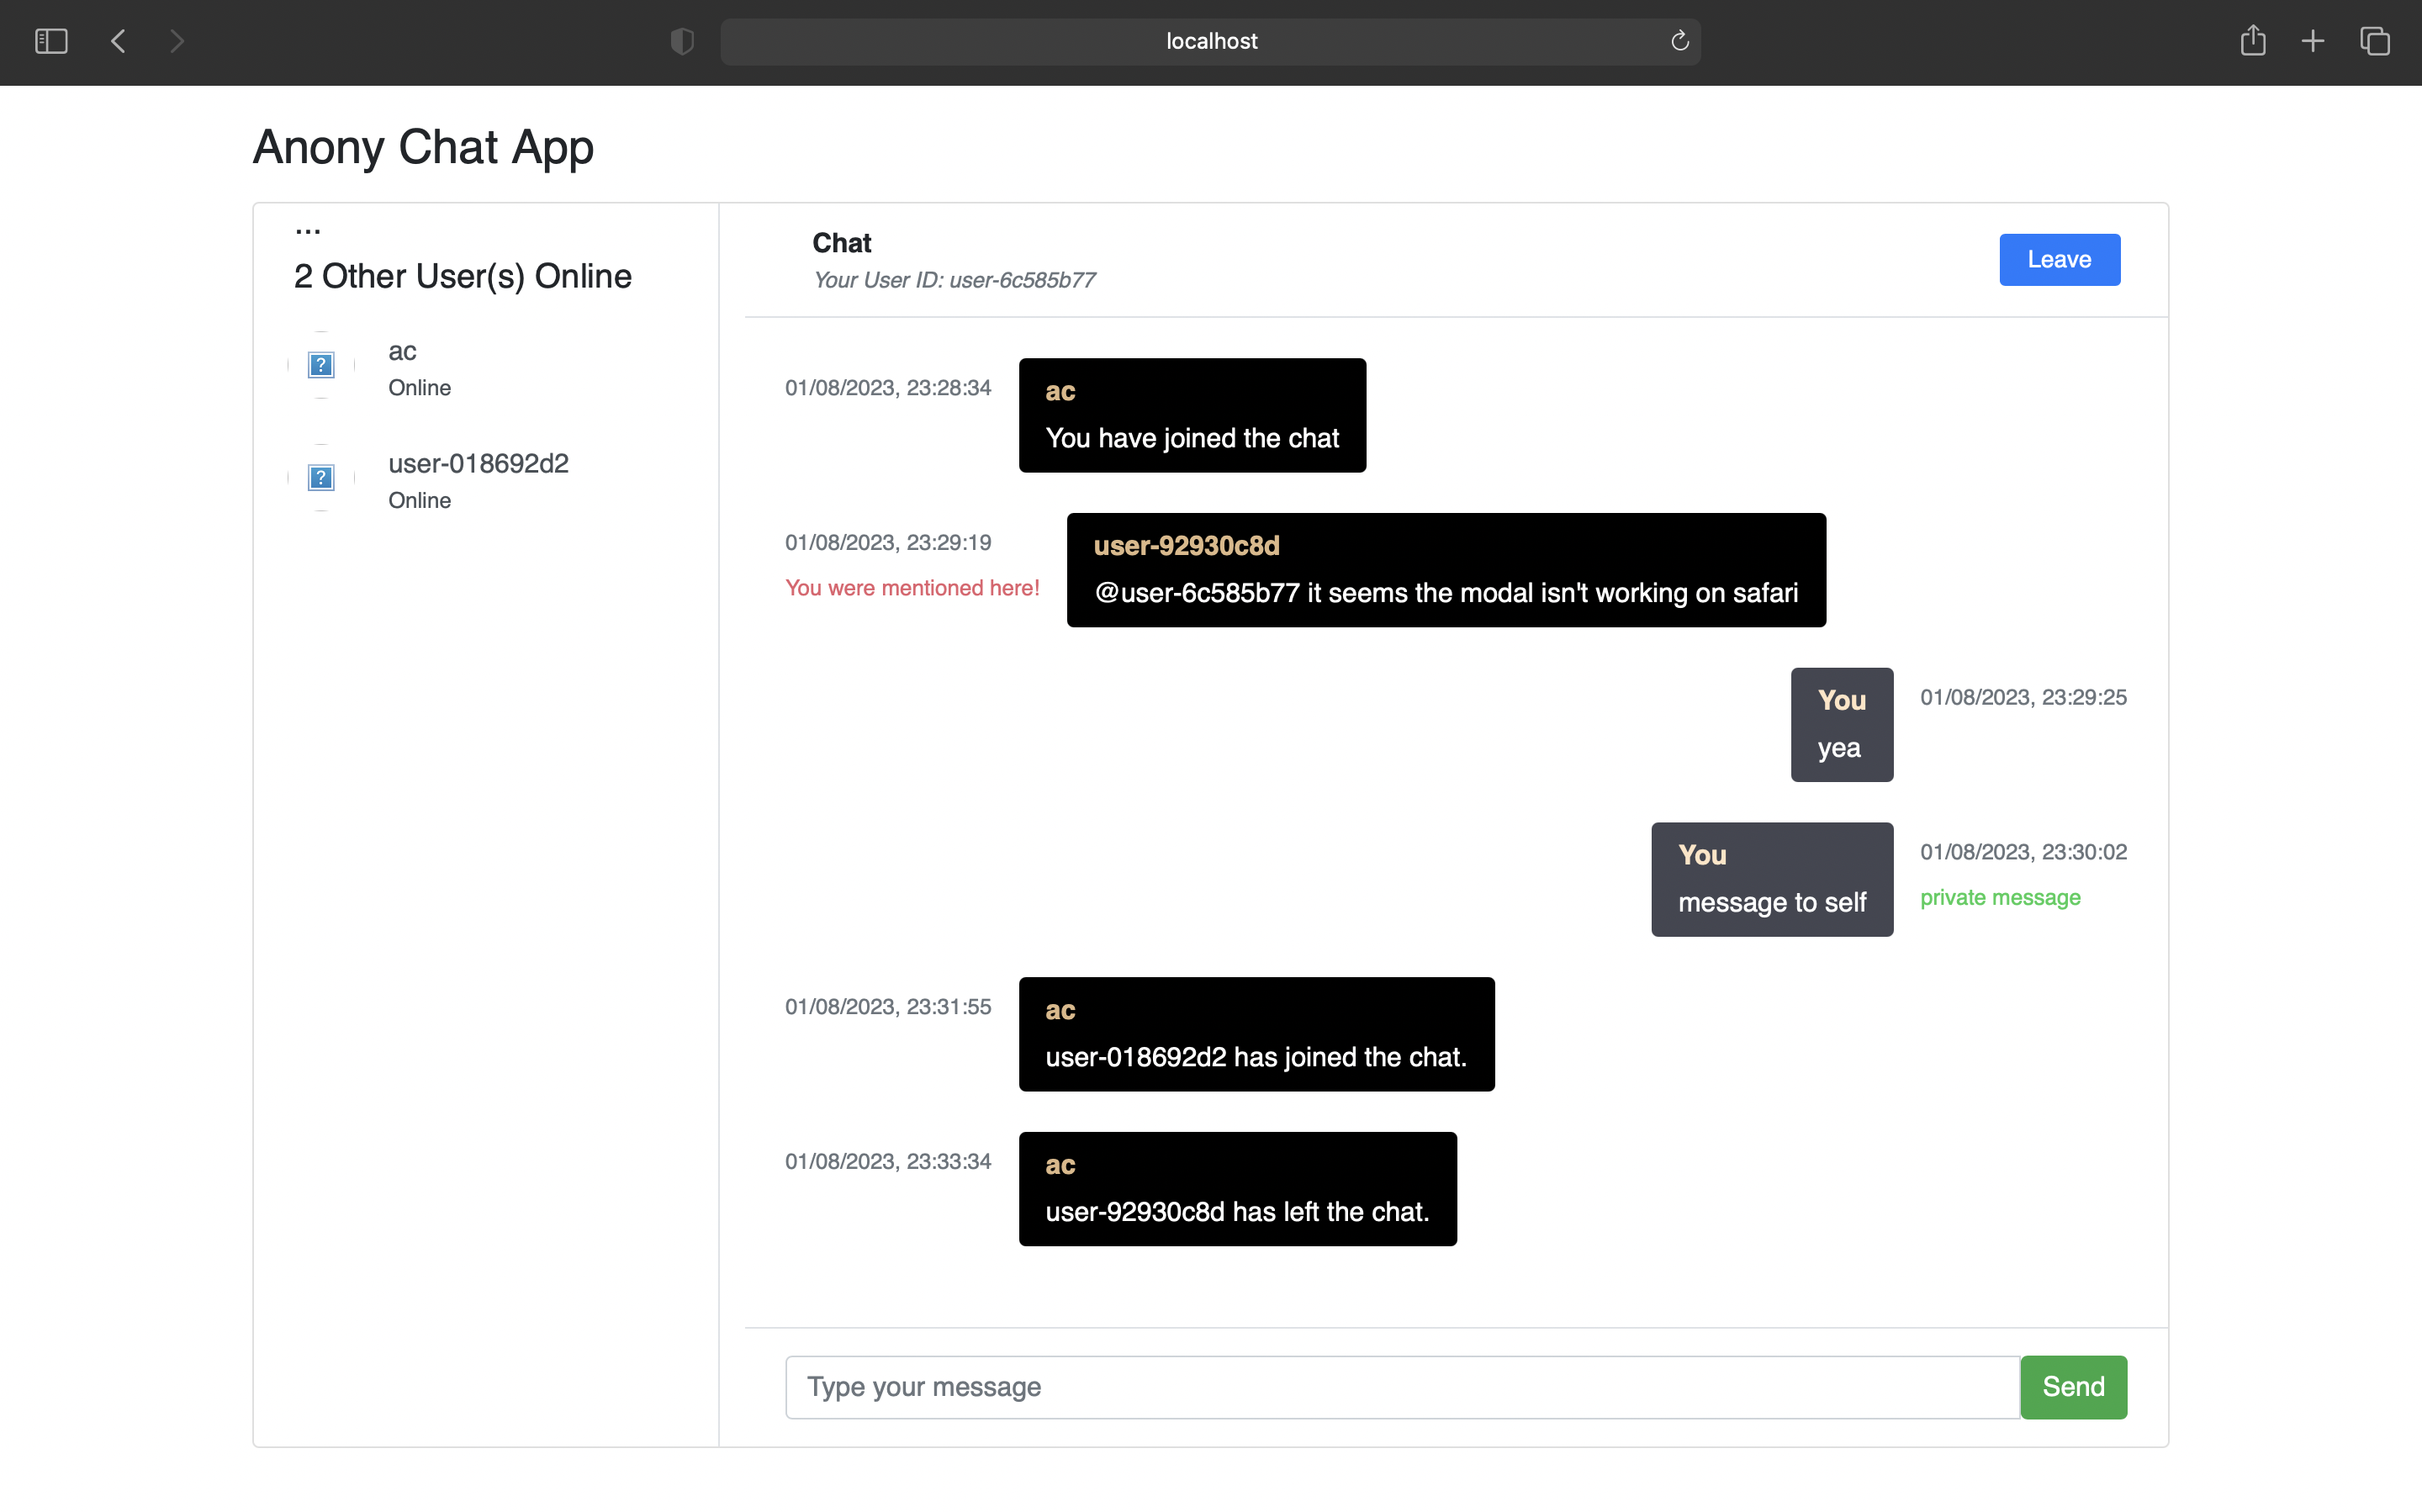 localhost
Anony Chat App
...
2 Other User(s) Online
ac
Online
user-018692d2
Online
Chat
Your User ID: user-6c585b77
Leave
01/08/2023, 23:28:34
ac
You have joined the chat
01/08/2023, 23:29:19
You were mentioned here!
user-92930c8d
@user-6c585b77 it seems the modal isn't working on safari
You
yea
01/08/2023, 23:29:25
You
message to self
01/08/2023, 23:30:02
private message
01/08/2023, 23:31:55
ac
user-018692d2 has joined the chat.
01/08/2023, 23:33:34
ac
user-92930c8d has left the chat.
Type your message
Send